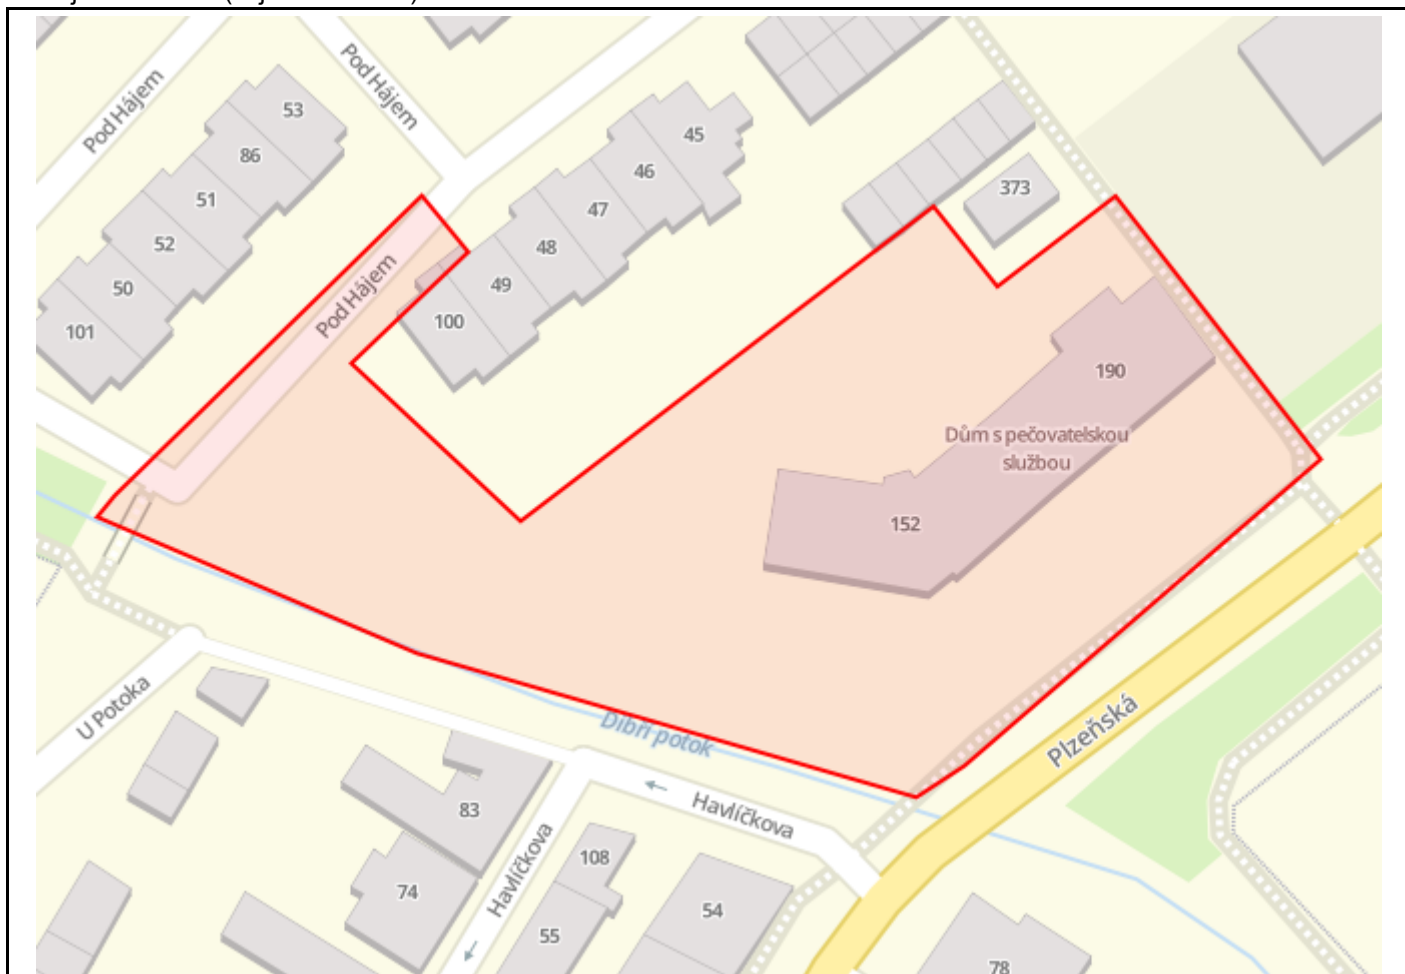 Pod Hájem
Pod Hájem
53
45
86
46
373
51
47
52
48
50
49
Pod Hájem
101
100
190
Dům s pečovatelskou
službou
152
U Potoka
Dibří potok
Plzeňská
Havlíčkova
83
Havlíčkova
108
74
54
55
78